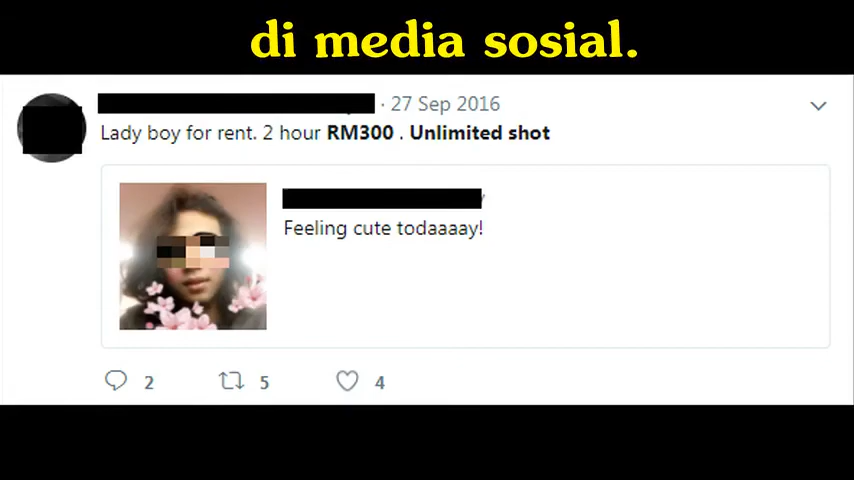 di media sosial.
· 27 Sep 2016
Lady boy for rent. 2 hour RM300 . Unlimited shot
Feeling cute todaaaay!
2 5 4